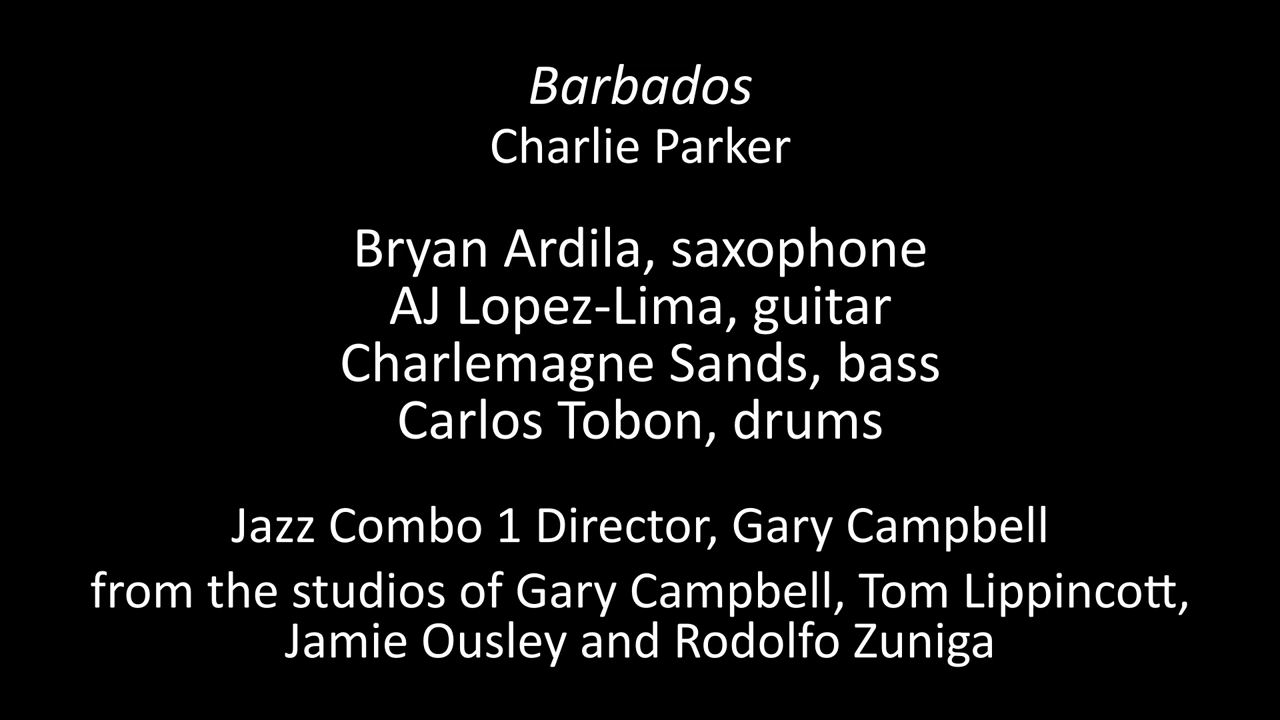 Barbados
Charlie Parker
Bryan Ardila, saxophone
AJ Lopez-Lima, guitar
Charlemagne Sands, bass
Carlos Tobon, drums
Jazz Combo 1 Director, Gary Campbell
from the studios of Gary Campbell, Tom Lippincott,
Jamie Ousley and Rodolfo Zuniga